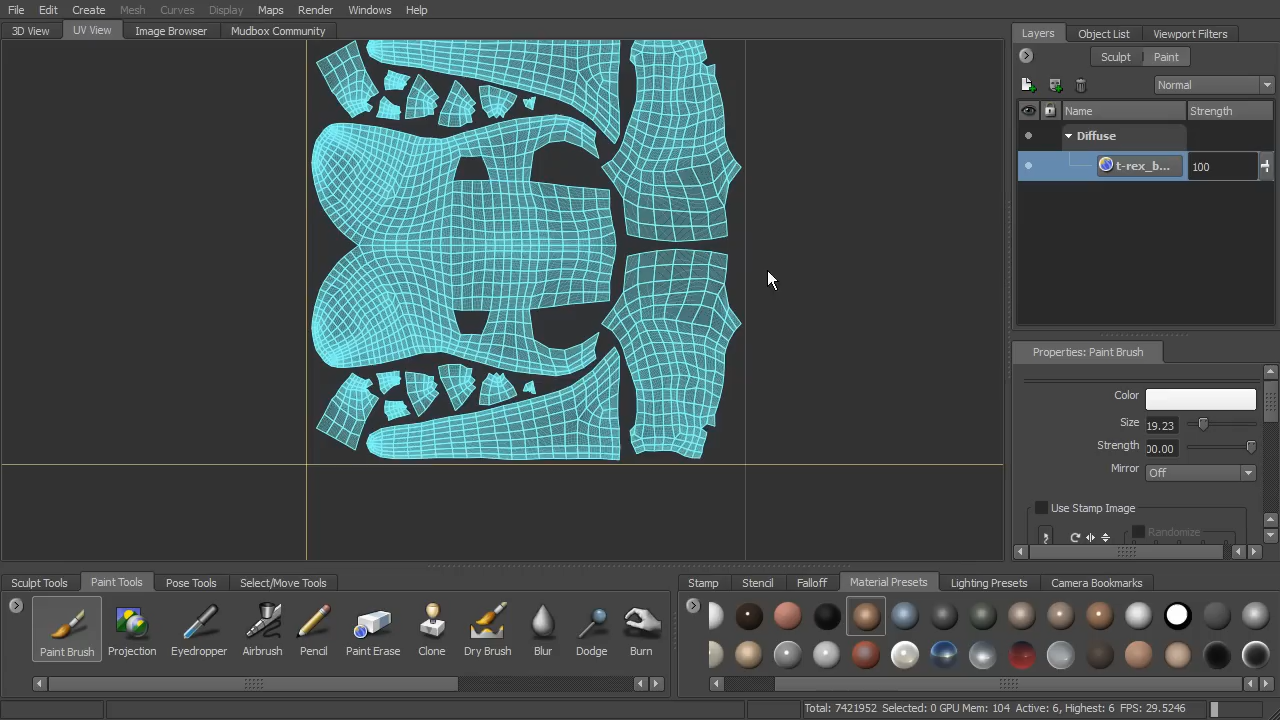 File Edit Create Mesh Curves Display Maps Render Windows Help
3D View UV View Image Browser Mudbox Community
Layers Object List Viewport Filters
Sculpt Paint
Normal
Name Strength
Diffuse
t-rex_b... 100
Properties: Paint Brush
Color
Size 19.23
Strength 00.00
Mirror Off
Use Stamp Image
Randomize
Sculpt Tools Paint Tools Pose Tools Select/Move Tools
Stamp Stencil Falloff Material Presets Lighting Presets Camera Bookmarks
Paint Brush Projection Eyedropper Airbrush Pencil Paint Erase Clone Dry Brush Blur Dodge Burn
Total: 7421952 Selected: 0 GPU Mem: 104 Active: 6, Highest: 6 FPS: 29.5246